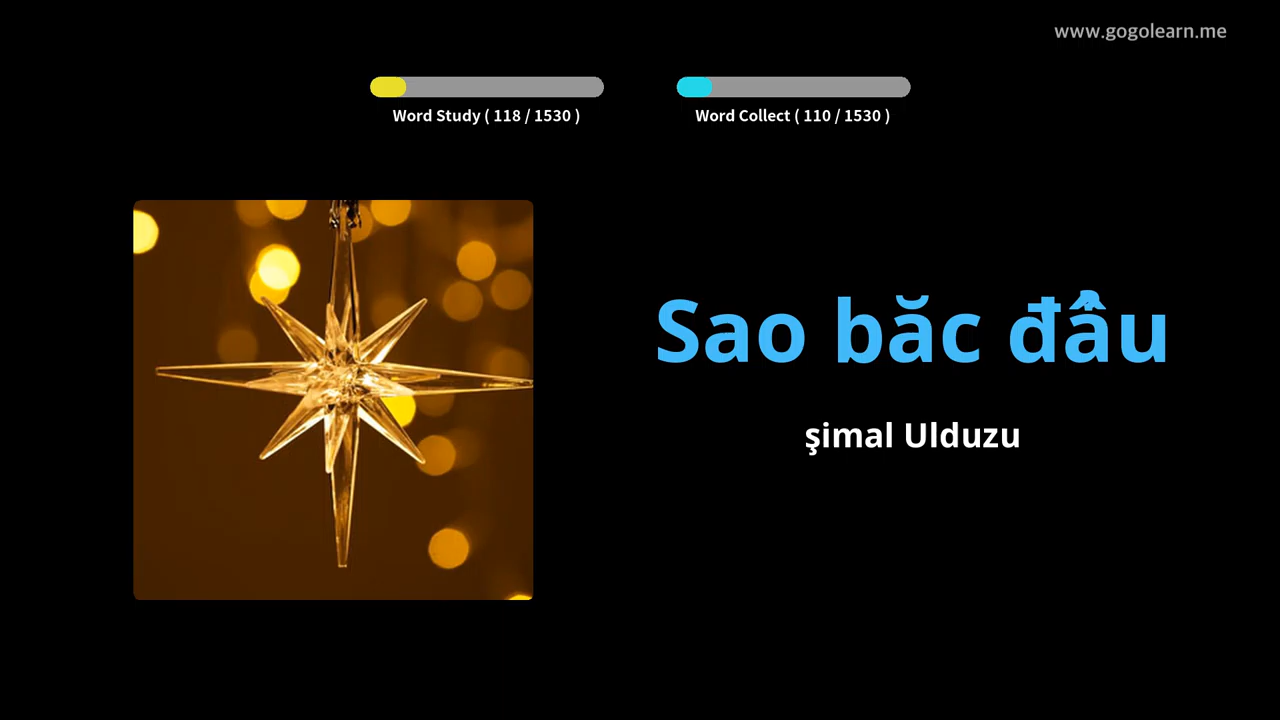 www.gogolearn.me
Word Study ( 118 / 1530 )
Word Collect ( 110 / 1530 )
Sao băc đẩu
şimal Ulduzu